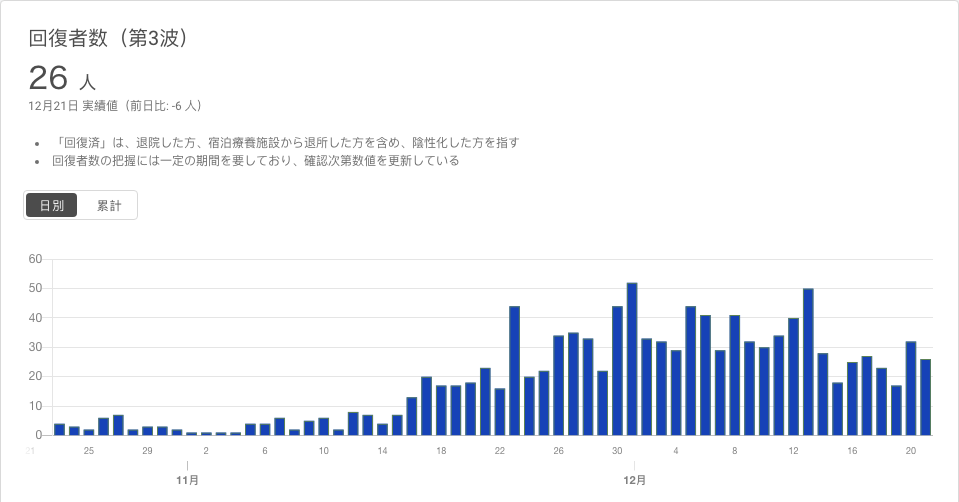 回復者数（第3波）
26 人
12月21日 実績値（前日比: -6 人）
• 「回復済」は、退院した方、宿泊療養施設から退所した方を含め、陰性化した方を指す
• 回復者数の把握には一定の期間を要しており、確認次第数値を更新している
日別 累計
60
50
40
30
20
10
0
21 25 29 2 6 10 14 18 22 26 30 4 8 12 16 20
11月 12月